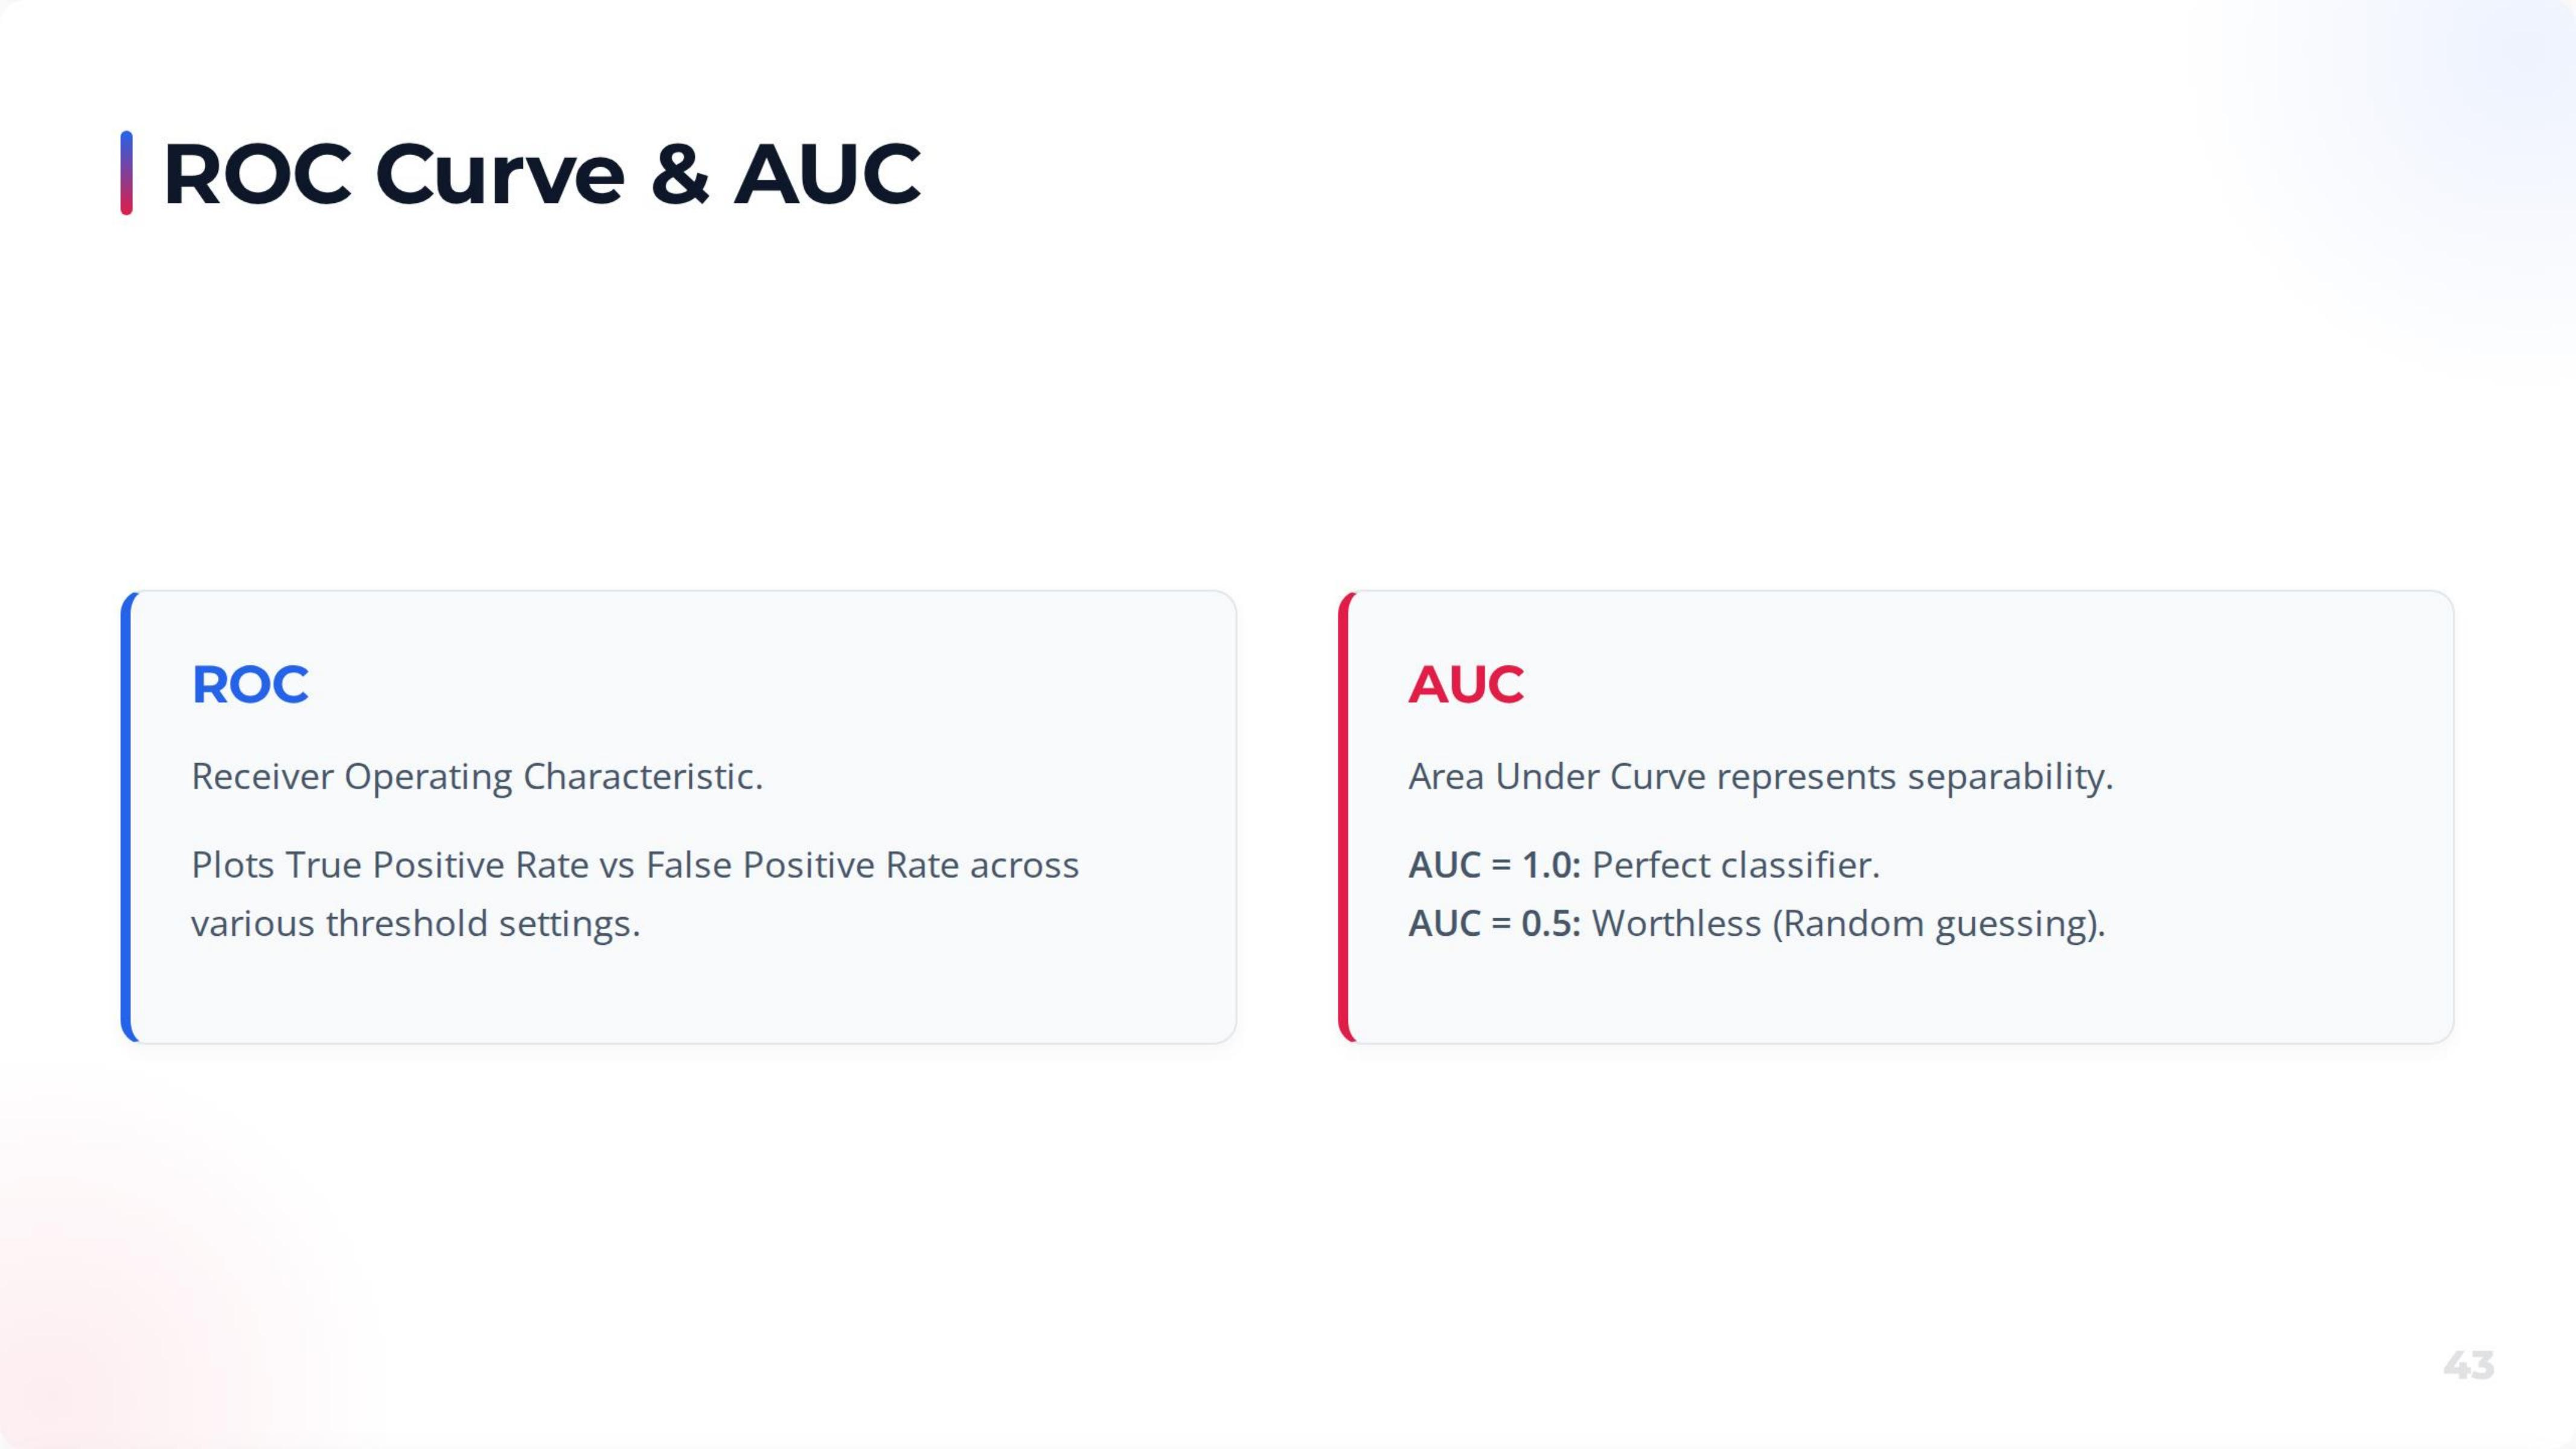 ROC Curve & AUC
ROC
Receiver Operating Characteristic.
Plots True Positive Rate vs False Positive Rate across
various threshold settings.
AUC
Area Under Curve represents separability.
AUC = 1.0: Perfect classifier.
AUC = 0.5: Worthless (Random guessing).
43